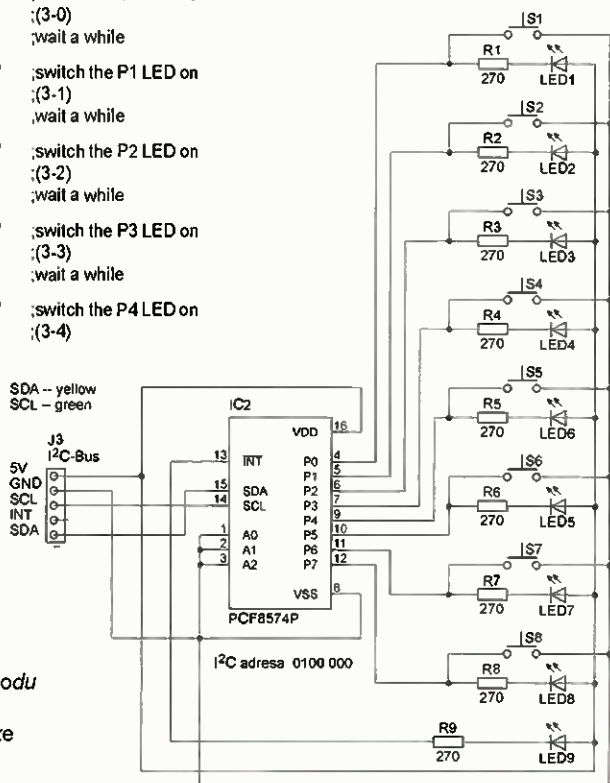 ;(3-0)
;wait a while
;switch the P1 LED on
;(3-1)
,wait a while
;switch the P2 LED on
;(3-2)
;wait a while
;switch the P3 LED on
;(3-3)
;wait a while
;switch the P4 LED on
;(3-4)
SDA -- yellow
SCL -- green
J3
I²C-Bus
5V
GND
SCL
INT
SDA
IC2
VDD 16
13 INT P0 4
P1 5
15 SDA P2 6
14 SCL P3 7
P4 9
1 A0 P5 10
2 A1 P6 11
3 A2 P7 12
VSS 8
PCF8574P
I²C adresa 0100 000
S1
R1
270 LED1
S2
R2
270 LED2
S3
R3
270 LED3
S4
R4
270 LED4
S5
R5
270 LED6
S6
R6
270 LED5
S7
R7
270 LED7
S8
R8
270 LED8
R9
270 LED9
odu